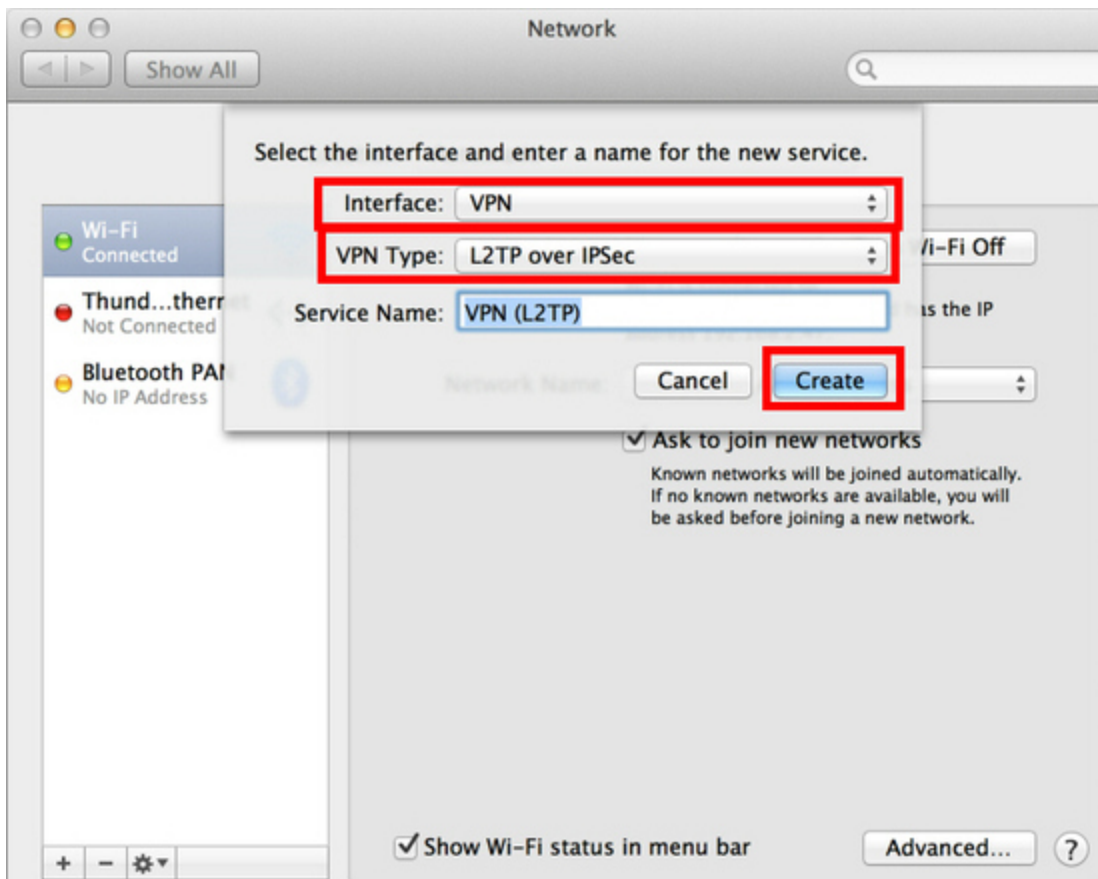 Network
Show All
Select the interface and enter a name for the new service.
Interface: VPN
VPN Type: L2TP over IPSec
Service Name: VPN (L2TP)
Cancel Create
Wi-Fi
Connected
Thund...ther
Not Connected
Bluetooth PAN
No IP Address
Wi-Fi Off
has the IP
Network Name:
Ask to join new networks
Known networks will be joined automatically.
If no known networks are available, you will
be asked before joining a new network.
Show Wi-Fi status in menu bar
Advanced... ?
+ −